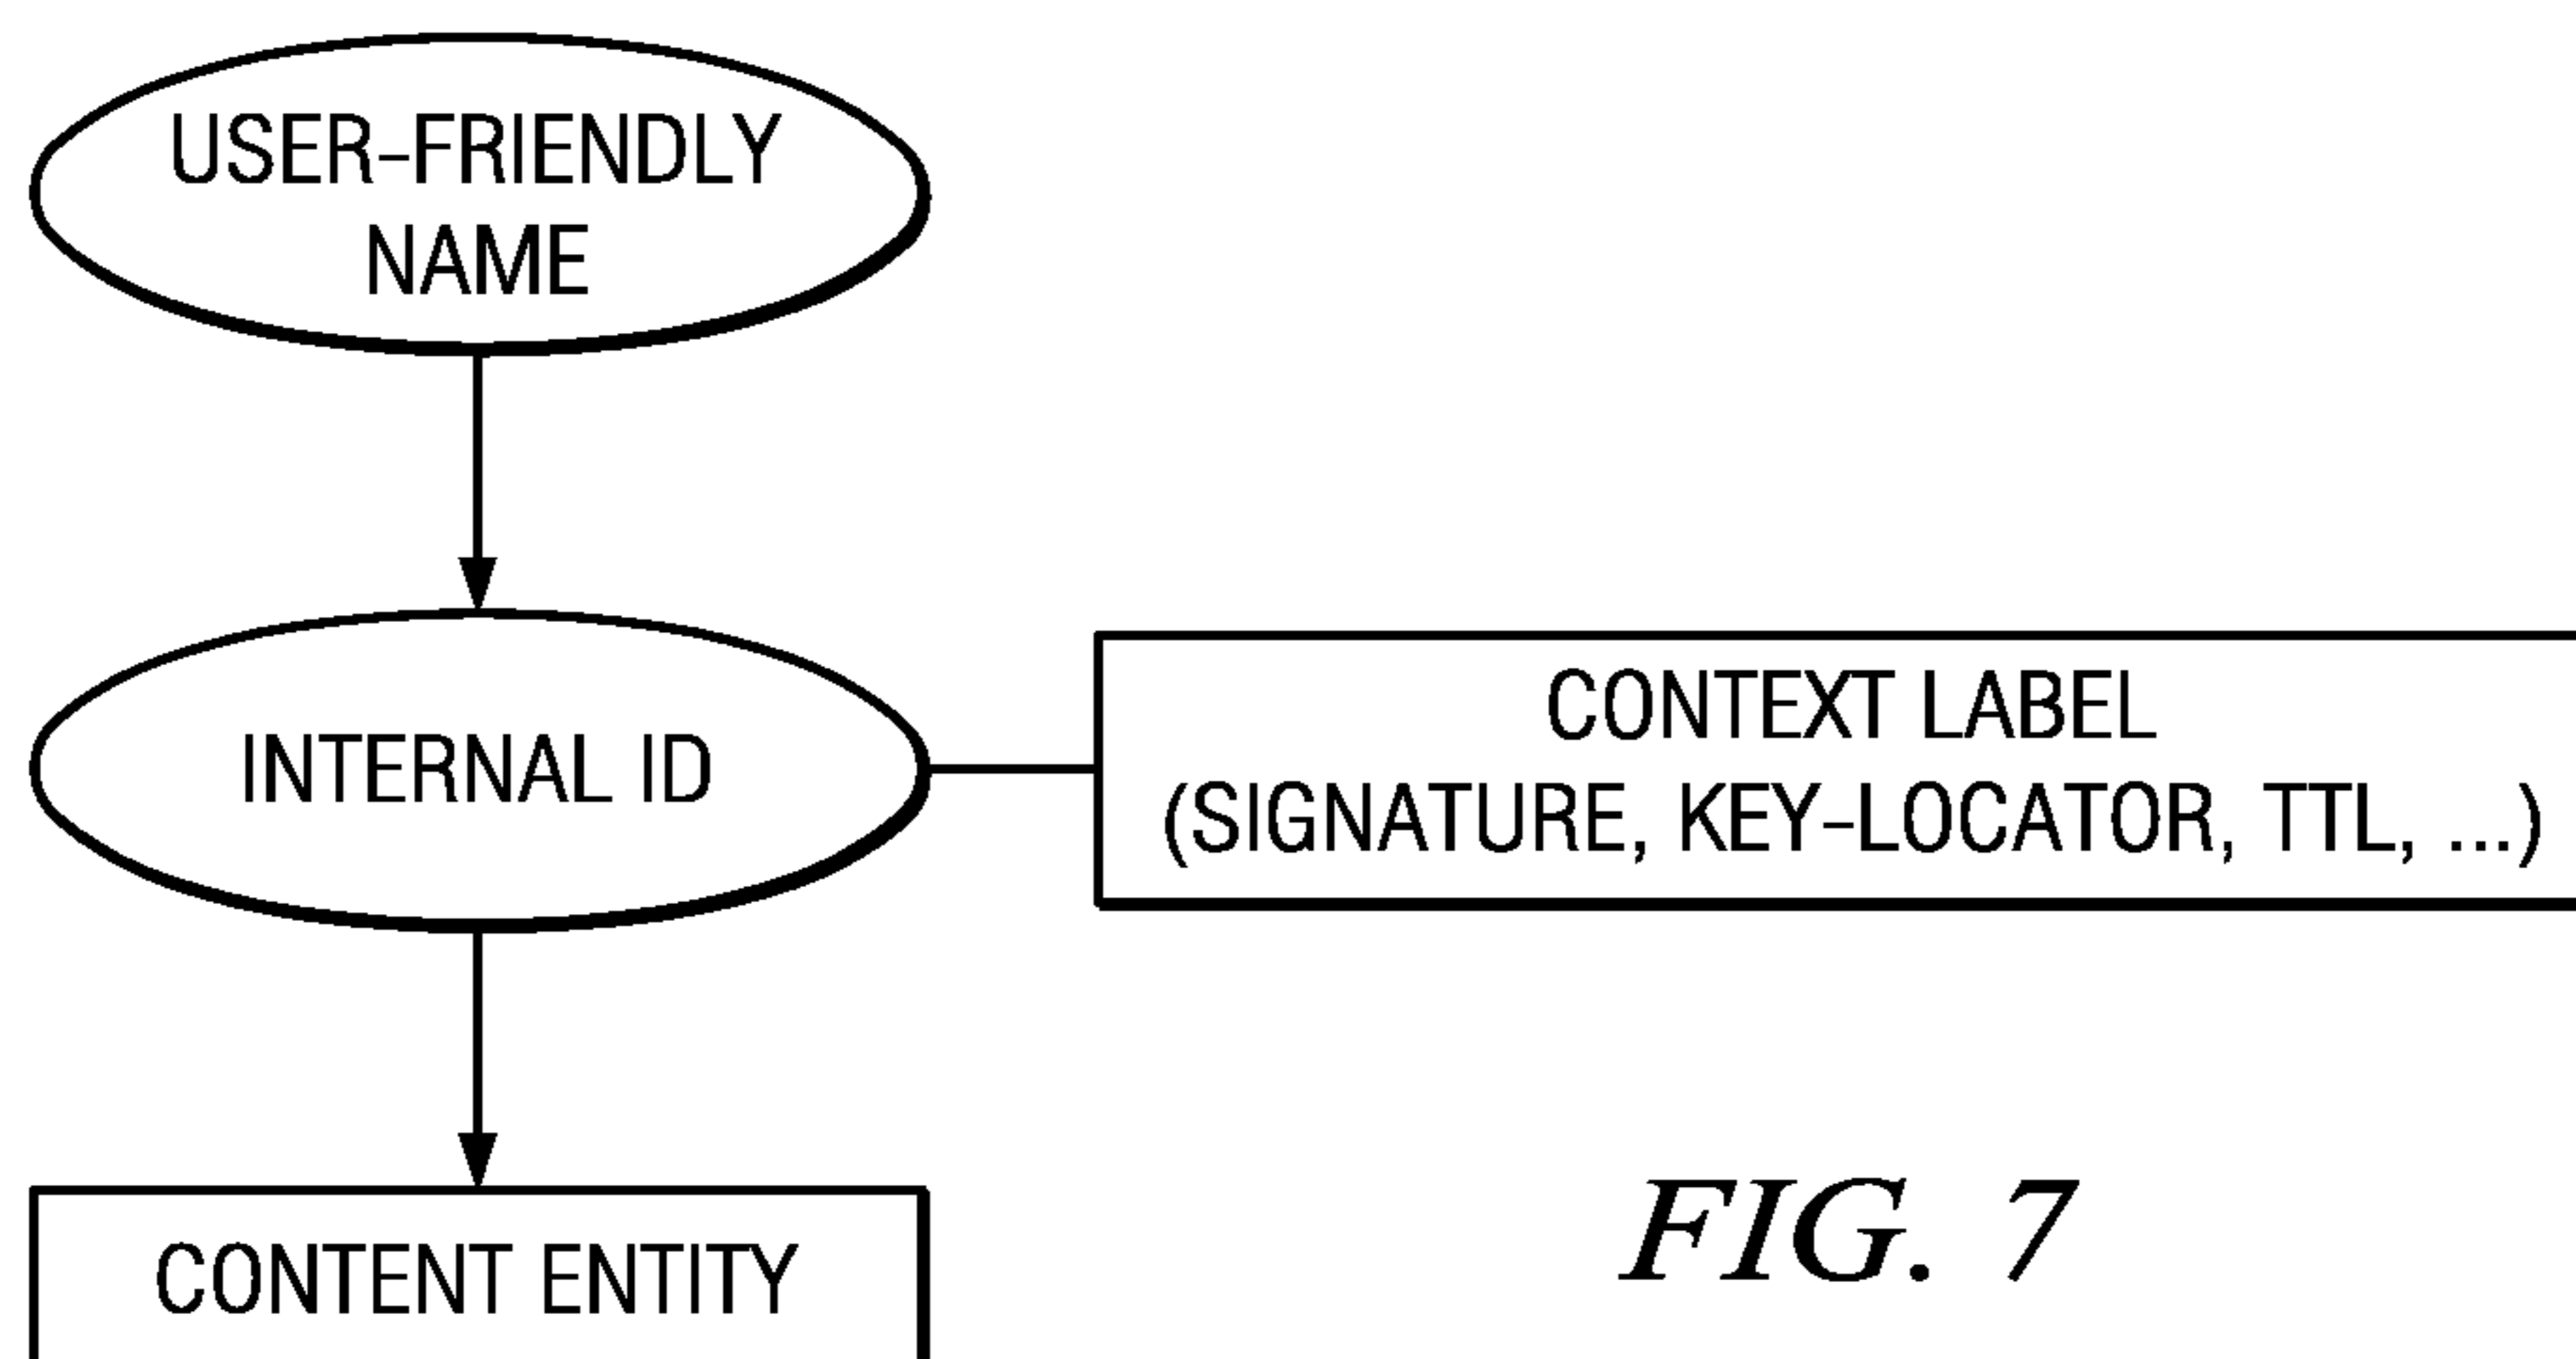 USER-FRIENDLY
NAME
INTERNAL ID
CONTEXT LABEL
(SIGNATURE, KEY-LOCATOR, TTL, ...)
CONTENT ENTITY
FIG. 7